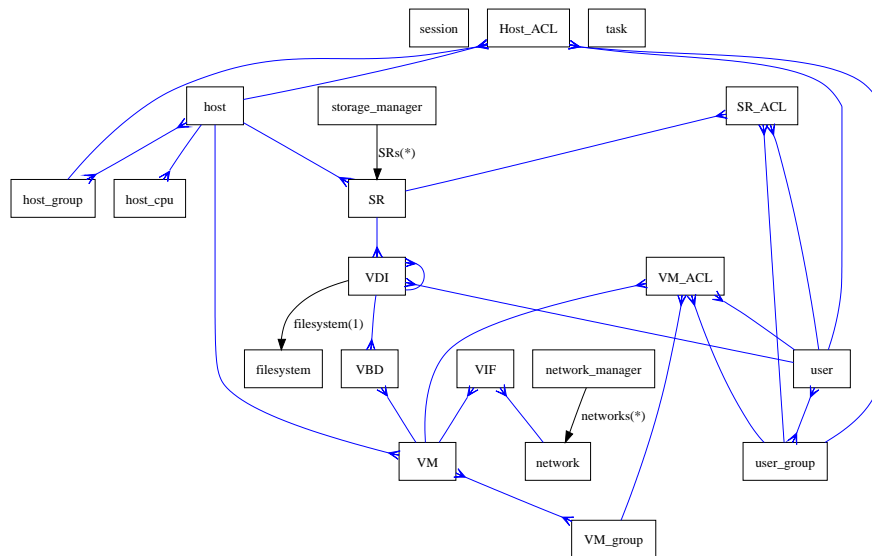 session
Host_ACL
task
host
storage_manager
SR_ACL
SRs(*)
host_group
host_cpu
SR
VDI
VM_ACL
filesystem(1)
filesystem
VBD
VIF
network_manager
user
networks(*)
VM
network
user_group
VM_group